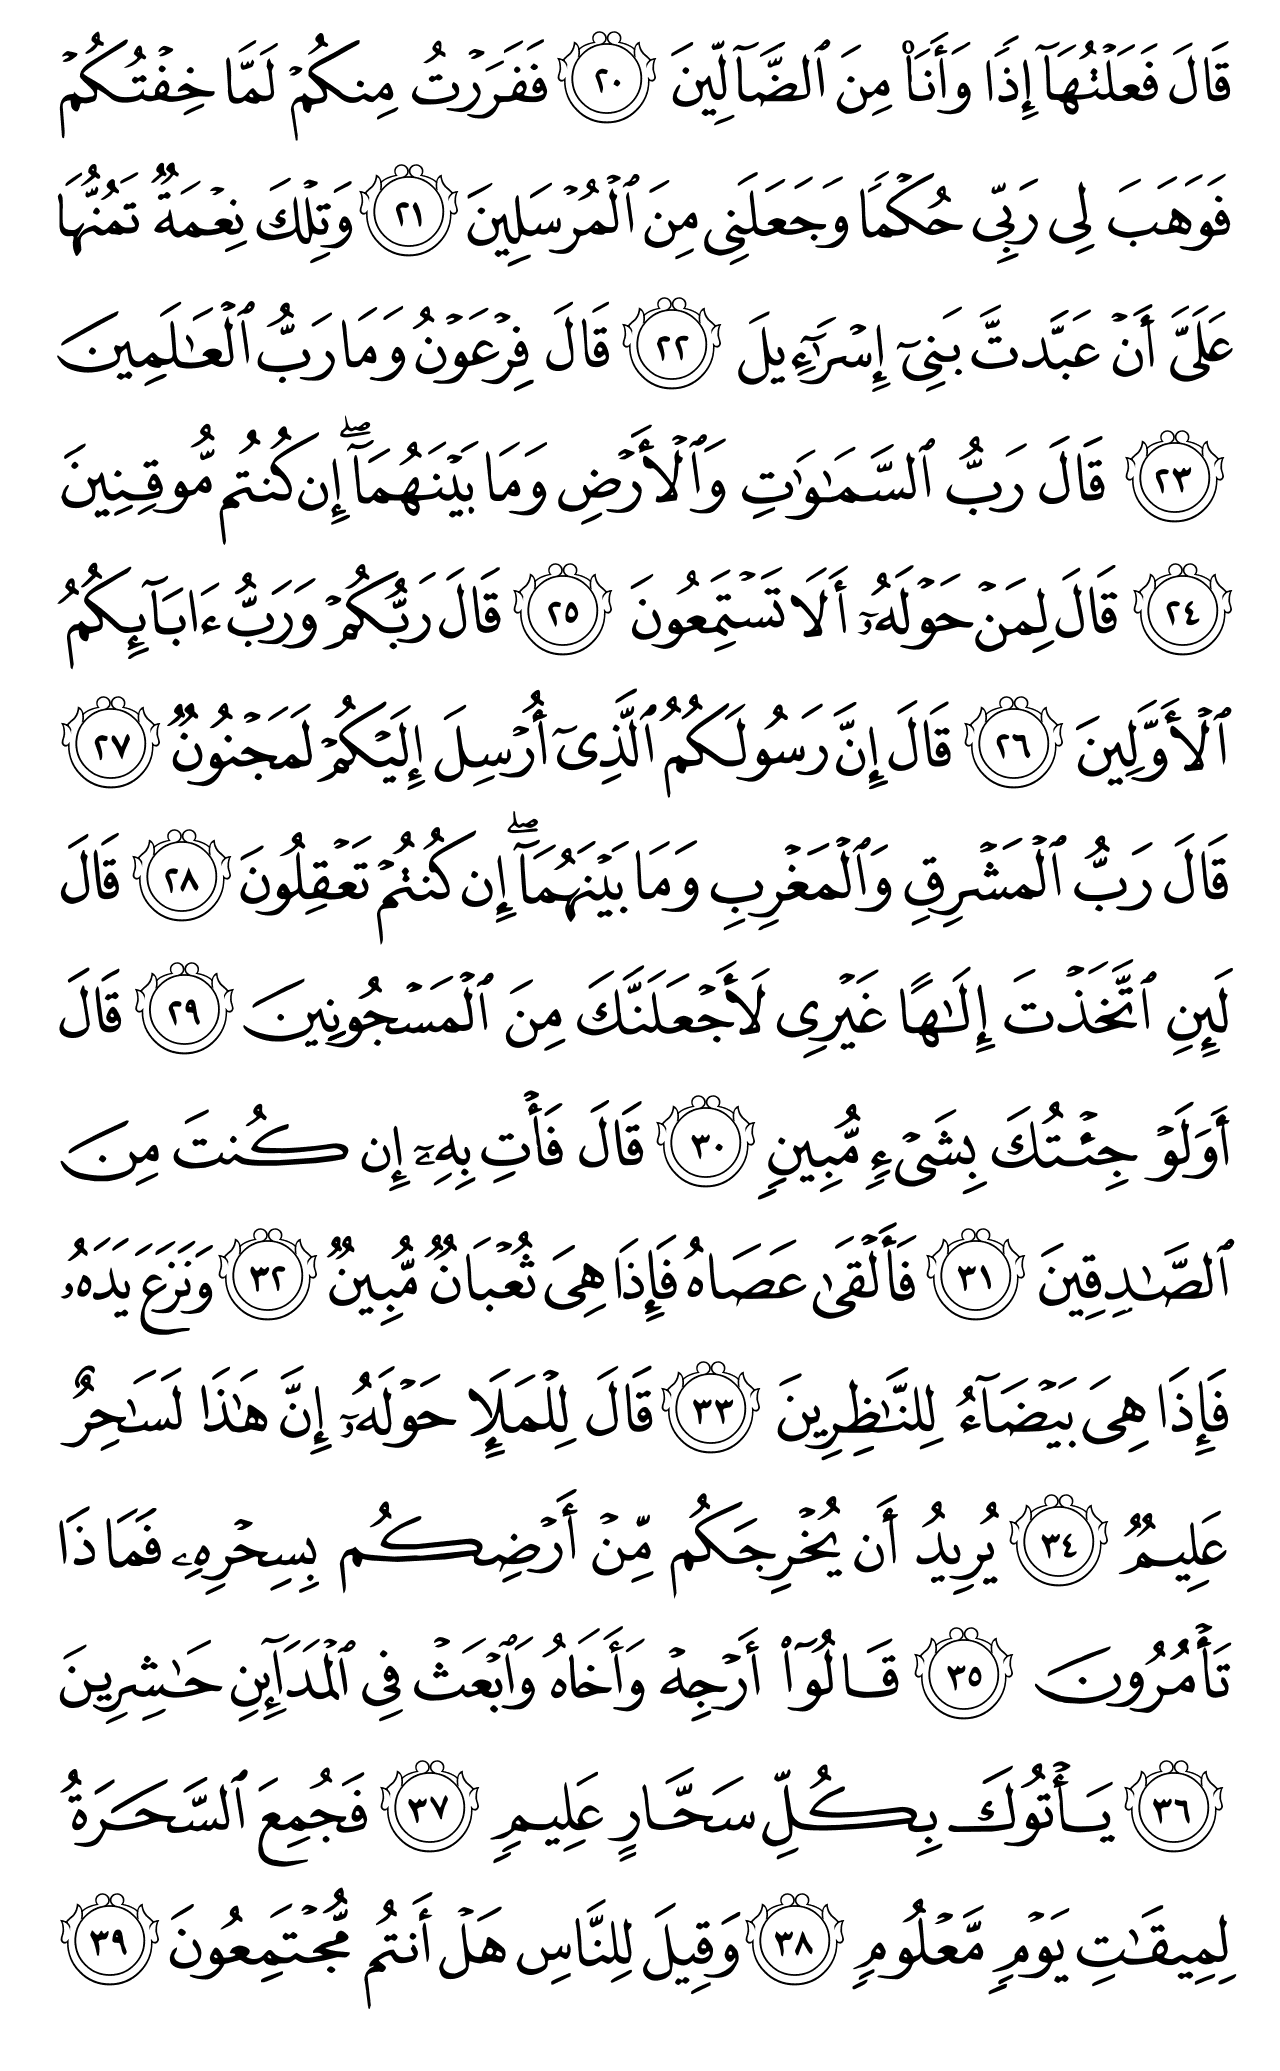 قَالَ فَعَلۡتُهَآ إِذٗا وَأَنَا۠ مِنَ ٱلضَّآلِّينَ ٢٠ فَفَرَرۡتُ مِنكُمۡ لَمَّا خِفۡتُكُمۡ
فَوَهَبَ لِي رَبِّي حُكۡمٗا وَجَعَلَنِي مِنَ ٱلۡمُرۡسَلِينَ ٢١ وَتِلۡكَ نِعۡمَةٞ تَمُنُّهَا
عَلَيَّ أَنۡ عَبَّدتَّ بَنِيٓ إِسۡرَٰٓءِيلَ ٢٢ قَالَ فِرۡعَوۡنُ وَمَا رَبُّ ٱلۡعَٰلَمِينَ
٢٣ قَالَ رَبُّ ٱلسَّمَٰوَٰتِ وَٱلۡأَرۡضِ وَمَا بَيۡنَهُمَآۖ إِن كُنتُم مُّوقِنِينَ
٢٤ قَالَ لِمَنۡ حَوۡلَهُۥٓ أَلَا تَسۡتَمِعُونَ ٢٥ قَالَ رَبُّكُمۡ وَرَبُّ ءَابَآئِكُمُ
ٱلۡأَوَّلِينَ ٢٦ قَالَ إِنَّ رَسُولَكُمُ ٱلَّذِيٓ أُرۡسِلَ إِلَيۡكُمۡ لَمَجۡنُونٞ ٢٧
قَالَ رَبُّ ٱلۡمَشۡرِقِ وَٱلۡمَغۡرِبِ وَمَا بَيۡنَهُمَآۖ إِن كُنتُمۡ تَعۡقِلُونَ ٢٨ قَالَ
لَئِنِ ٱتَّخَذۡتَ إِلَٰهًا غَيۡرِي لَأَجۡعَلَنَّكَ مِنَ ٱلۡمَسۡجُونِينَ ٢٩ قَالَ
أَوَلَوۡ جِئۡتُكَ بِشَيۡءٖ مُّبِينٖ ٣٠ قَالَ فَأۡتِ بِهِۦٓ إِن كُنتَ مِنَ
ٱلصَّٰدِقِينَ ٣١ فَأَلۡقَىٰ عَصَاهُ فَإِذَا هِيَ ثُعۡبَانٞ مُّبِينٞ ٣٢ وَنَزَعَ يَدَهُۥ
فَإِذَا هِيَ بَيۡضَآءُ لِلنَّٰظِرِينَ ٣٣ قَالَ لِلۡمَلَإِ حَوۡلَهُۥٓ إِنَّ هَٰذَا لَسَٰحِرٌ
عَلِيمٞ ٣٤ يُرِيدُ أَن يُخۡرِجَكُم مِّنۡ أَرۡضِكُم بِسِحۡرِهِۦ فَمَاذَا
تَأۡمُرُونَ ٣٥ قَالُوٓاْ أَرۡجِهۡ وَأَخَاهُ وَٱبۡعَثۡ فِي ٱلۡمَدَآئِنِ حَٰشِرِينَ
٣٦ يَأۡتُوكَ بِكُلِّ سَحَّارٍ عَلِيمٖ ٣٧ فَجُمِعَ ٱلسَّحَرَةُ
لِمِيقَٰتِ يَوۡمٖ مَّعۡلُومٖ ٣٨ وَقِيلَ لِلنَّاسِ هَلۡ أَنتُم مُّجۡتَمِعُونَ ٣٩